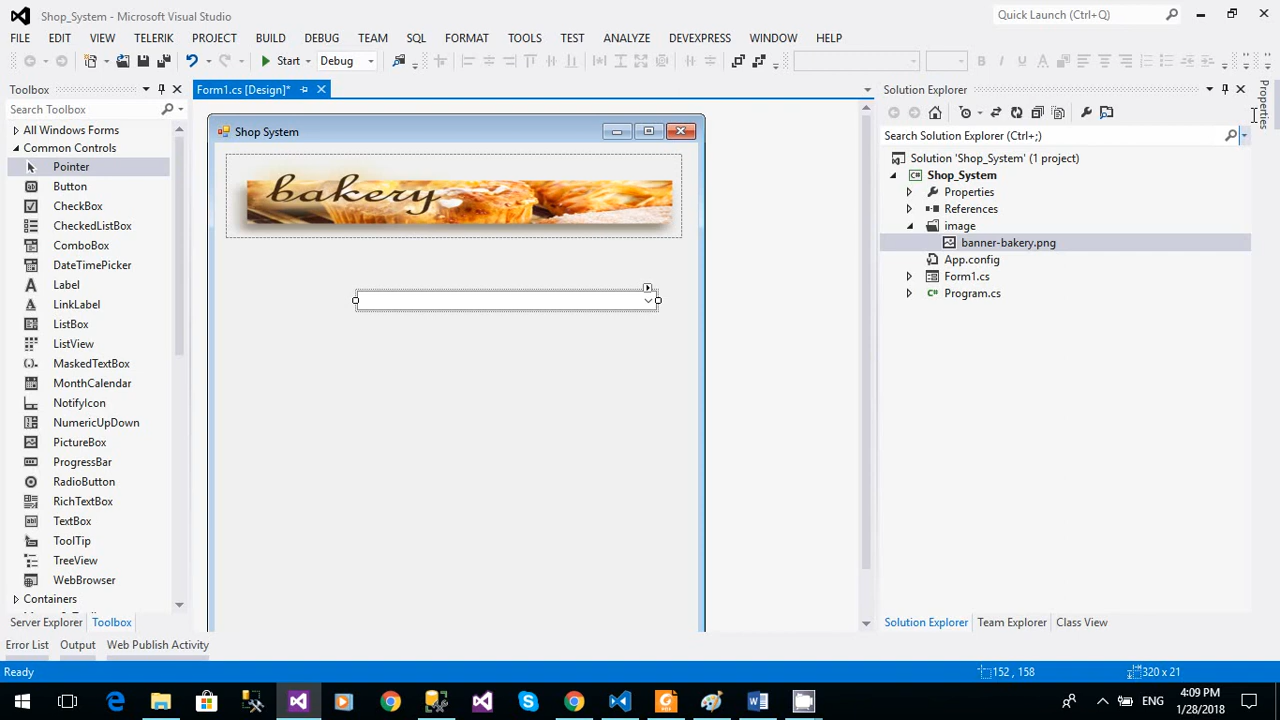 Shop_System - Microsoft Visual Studio
Quick Launch (Ctrl+Q)
FILE EDIT VIEW TELERIK PROJECT BUILD DEBUG TEAM SQL FORMAT TOOLS TEST ANALYZE DEVEXPRESS WINDOW HELP
Start Debug
Toolbox
Search Toolbox
All Windows Forms
Common Controls
Pointer
Button
CheckBox
CheckedListBox
ComboBox
DateTimePicker
Label
LinkLabel
ListBox
ListView
MaskedTextBox
MonthCalendar
NotifyIcon
NumericUpDown
PictureBox
ProgressBar
RadioButton
RichTextBox
TextBox
ToolTip
TreeView
WebBrowser
Containers
Server Explorer Toolbox
Form1.cs [Design]*
Shop System
bakery
Solution Explorer
Search Solution Explorer (Ctrl+;)
Solution 'Shop_System' (1 project)
Shop_System
Properties
References
image
banner-bakery.png
App.config
Form1.cs
Program.cs
Solution Explorer Team Explorer Class View
Properties
Error List Output Web Publish Activity
Ready
152 , 158
320 x 21
ENG
4:09 PM
1/28/2018